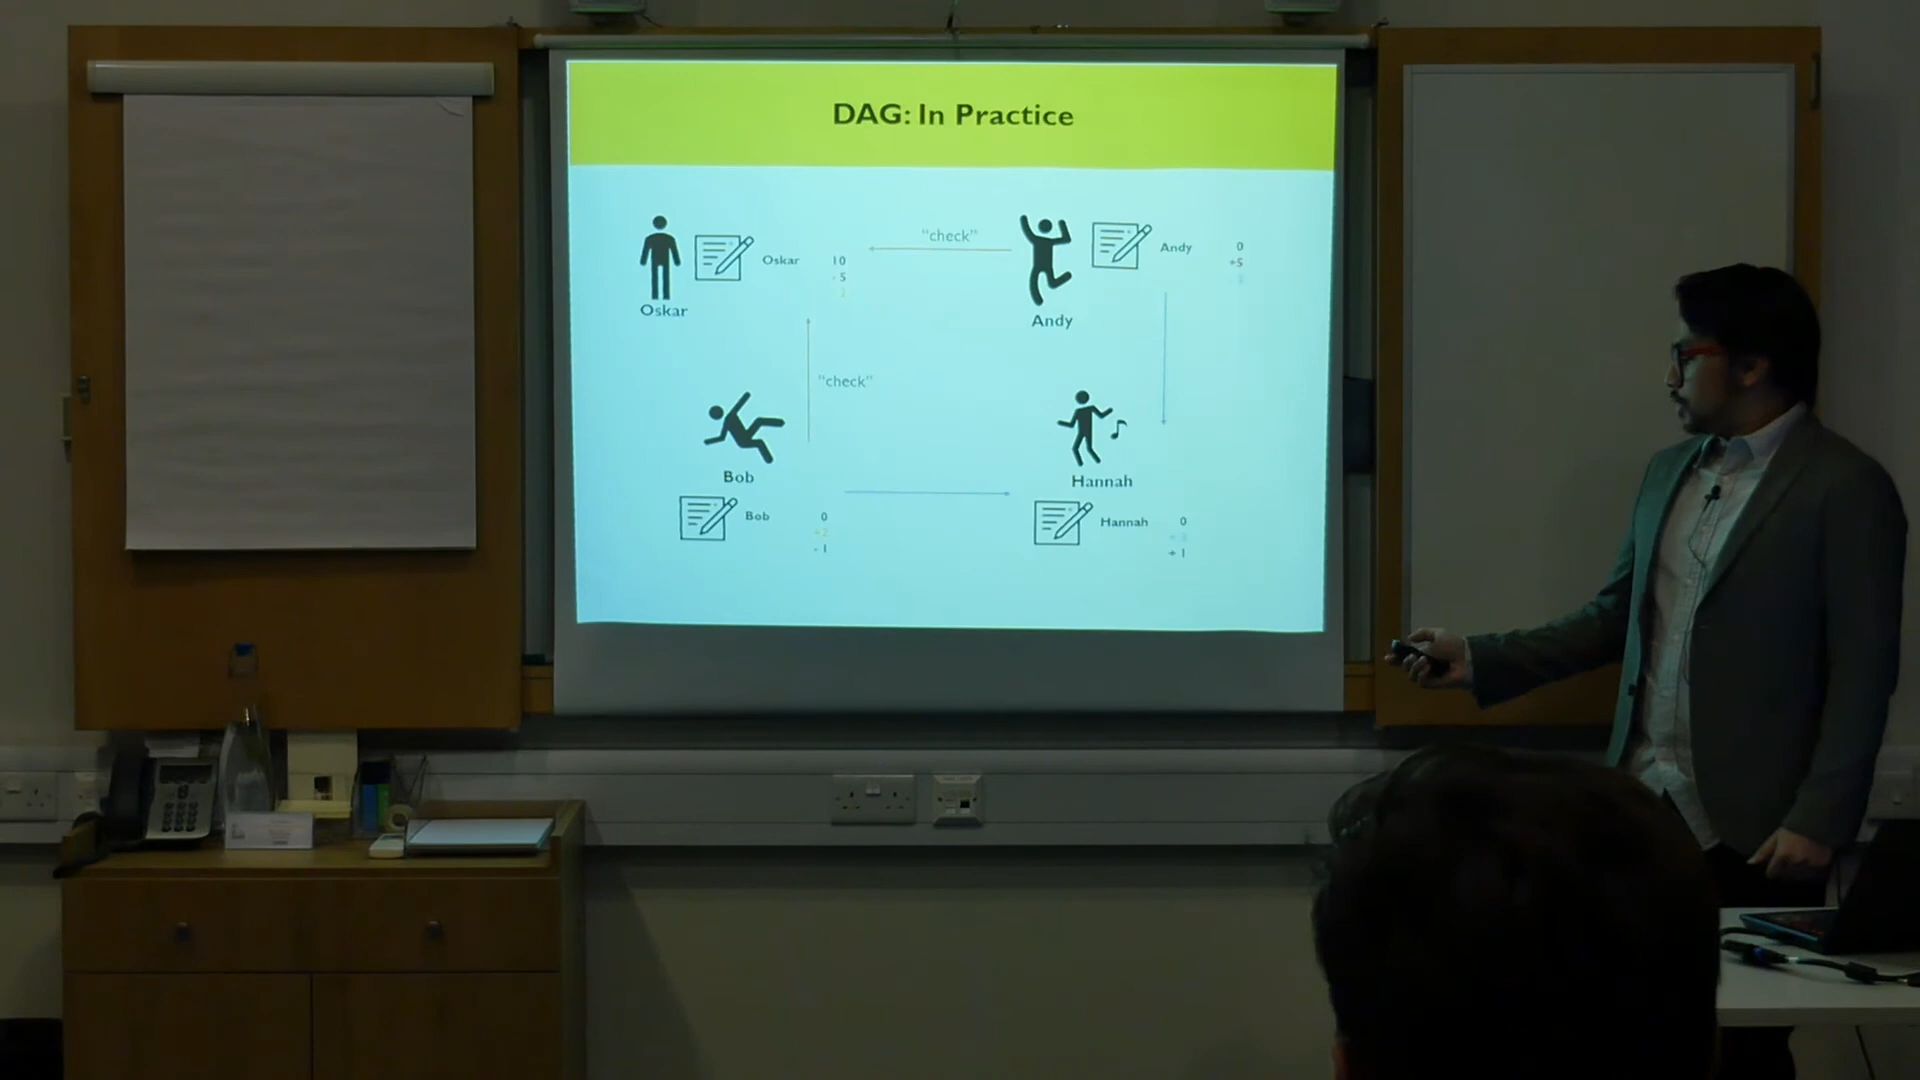 DAG: In Practice
"check"
Oskar
10
- 5
Oskar
Andy
0
+5
Andy
"check"
Bob
Bob
0
+2
- 1
Hannah
Hannah
0
+ 1